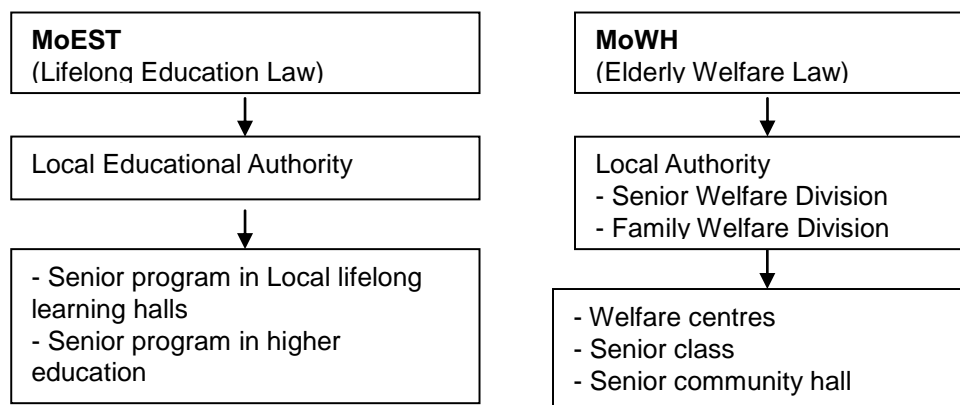 MoEST
(Lifelong Education Law)
Local Educational Authority
- Senior program in Local lifelong
learning halls
- Senior program in higher
education
MoWH
(Elderly Welfare Law)
Local Authority
- Senior Welfare Division
- Family Welfare Division
- Welfare centres
- Senior class
- Senior community hall